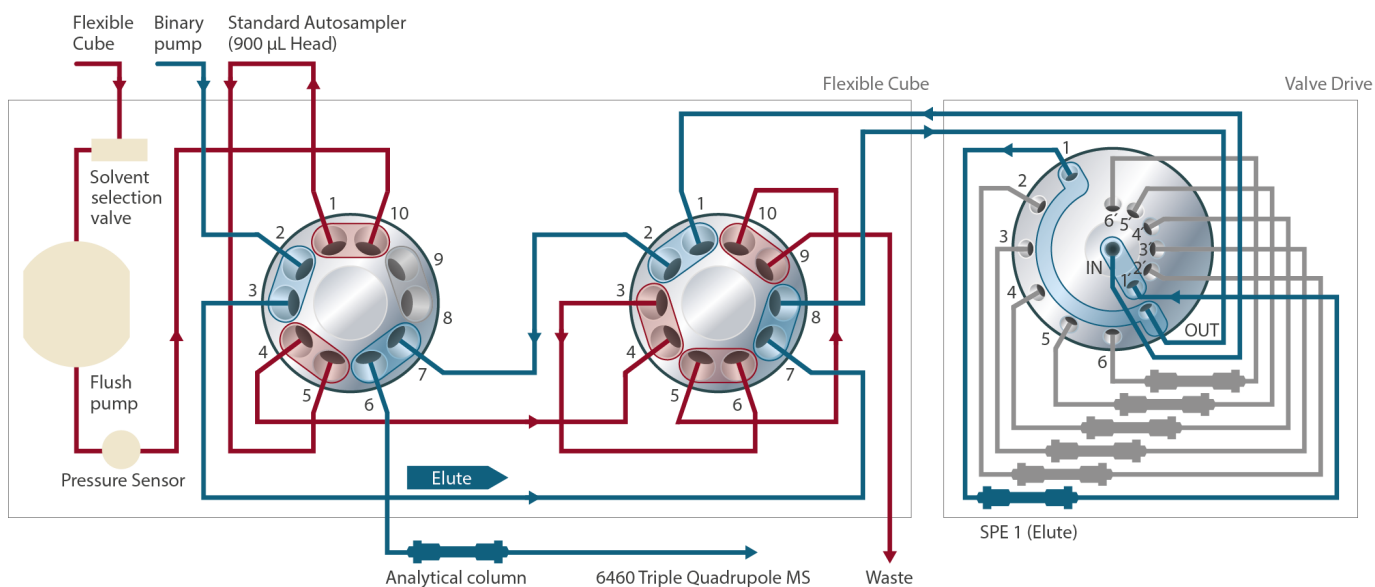 Flexible
Cube
Binary
pump
Standard Autosampler
(900 µL Head)
Flexible Cube
Valve Drive
Solvent
selection
valve
Flush
pump
Pressure Sensor
1
10
2
9
3
8
4
7
5
6
1
10
2
9
3
8
4
7
5
6
1
2
3
4
5
6
6′
5′
4′
3′
2′
1′
IN
OUT
Elute
SPE 1 (Elute)
Analytical column
6460 Triple Quadrupole MS
Waste